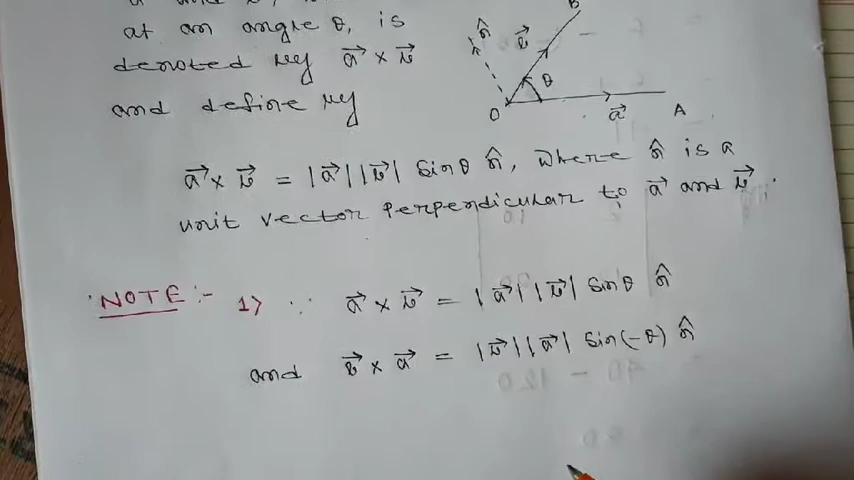 at an angle θ, is
denoted by a⃗ × b⃗
and define by
n̂
b⃗
B
θ
O
a⃗
A
a⃗ × b⃗ = |a⃗||b⃗| sinθ n̂, where n̂ is a
unit vector perpendicular to a⃗ and b⃗.
NOTE :- 1) ∵ a⃗ × b⃗ = |a⃗||b⃗| sinθ n̂
and b⃗ × a⃗ = |b⃗||a⃗| sin(-θ) n̂